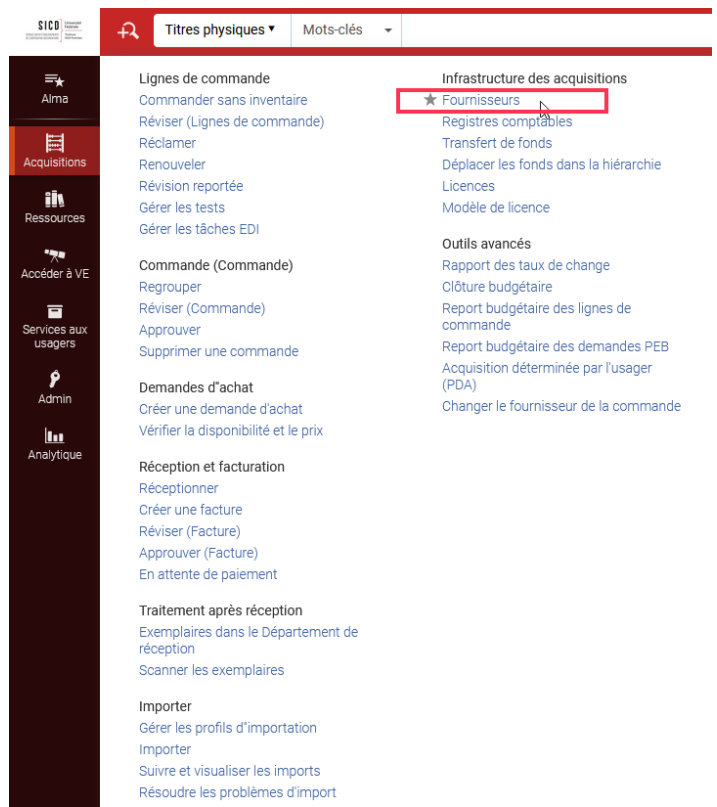 SICD
Titres physiques ▾ Mots-clés
Alma
Acquisitions
Ressources
Accéder à VE
Services aux
usagers
Admin
Analytique
Lignes de commande
Commander sans inventaire
Réviser (Lignes de commande)
Réclamer
Renouveler
Révision reportée
Gérer les tests
Gérer les tâches EDI
Commande (Commande)
Regrouper
Réviser (Commande)
Approuver
Supprimer une commande
Demandes d"achat
Créer une demande d'achat
Vérifier la disponibilité et le prix
Réception et facturation
Réceptionner
Créer une facture
Réviser (Facture)
Approuver (Facture)
En attente de paiement
Traitement après réception
Exemplaires dans le Département de
réception
Scanner les exemplaires
Importer
Gérer les profils d"importation
Importer
Suivre et visualiser les imports
Résoudre les problèmes d'import
Infrastructure des acquisitions
Fournisseurs
Registres comptables
Transfert de fonds
Déplacer les fonds dans la hiérarchie
Licences
Modèle de licence
Outils avancés
Rapport des taux de change
Clôture budgétaire
Report budgétaire des lignes de
commande
Report budgétaire des demandes PEB
Acquisition déterminée par l'usager
(PDA)
Changer le fournisseur de la commande